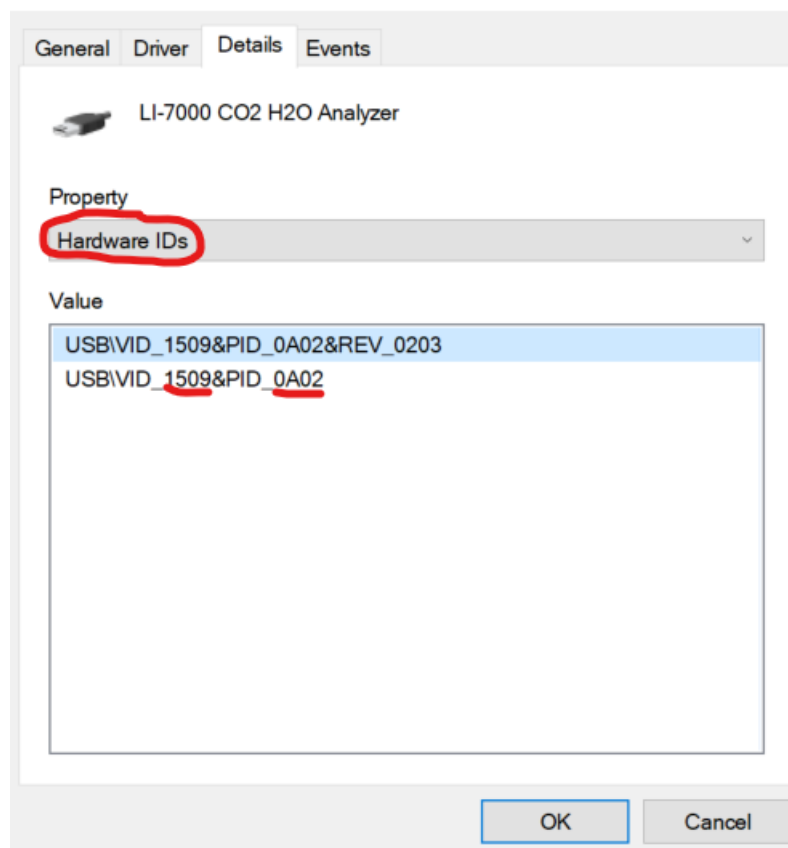 General Driver Details Events
LI-7000 CO2 H2O Analyzer
Property
Hardware IDs
Value
USB\VID_1509&PID_0A02&REV_0203
USB\VID_1509&PID_0A02
OK Cancel